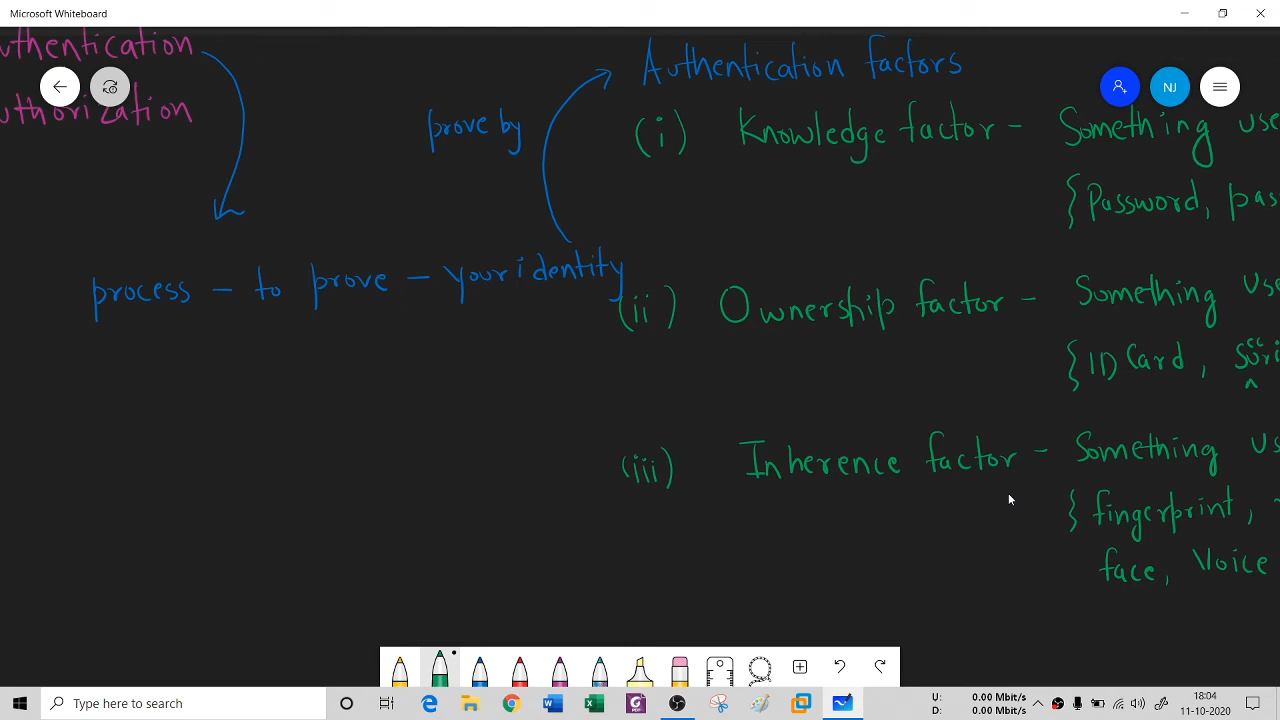 Microsoft Whiteboard
uthentication
uthorization
prove by
process - to prove - your identity
Authentication factors
(i) Knowledge factor - Something use
{Password, pas
(ii) Ownership factor - Something use
{ID Card,
(iii) Inherence factor - Something us
{fingerprint,
face, Voice
NJ
Type here to search
U: 0.00 Mbit/s
D: 0.00 Mbit/s
18:04
11-10-2020